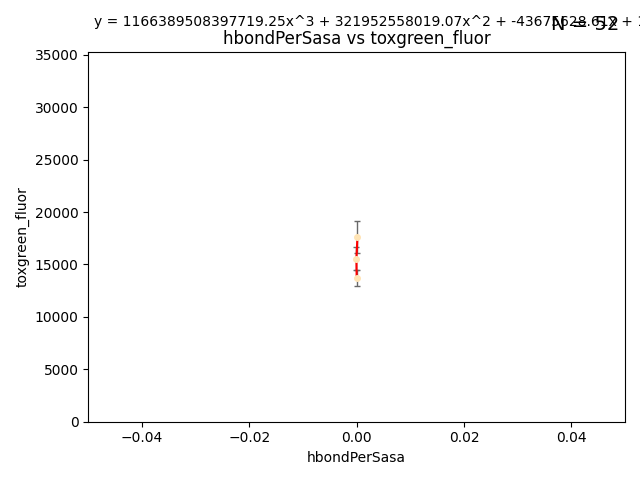 y = 1166389508397719.25x^3 + 321952558019.07x^2 +
N = 52
hbondPerSasa vs toxgreen_fluor
35000
30000
25000
20000
15000
10000
5000
0
toxgreen_fluor
−0.04 −0.02 0.00 0.02 0.04
hbondPerSasa